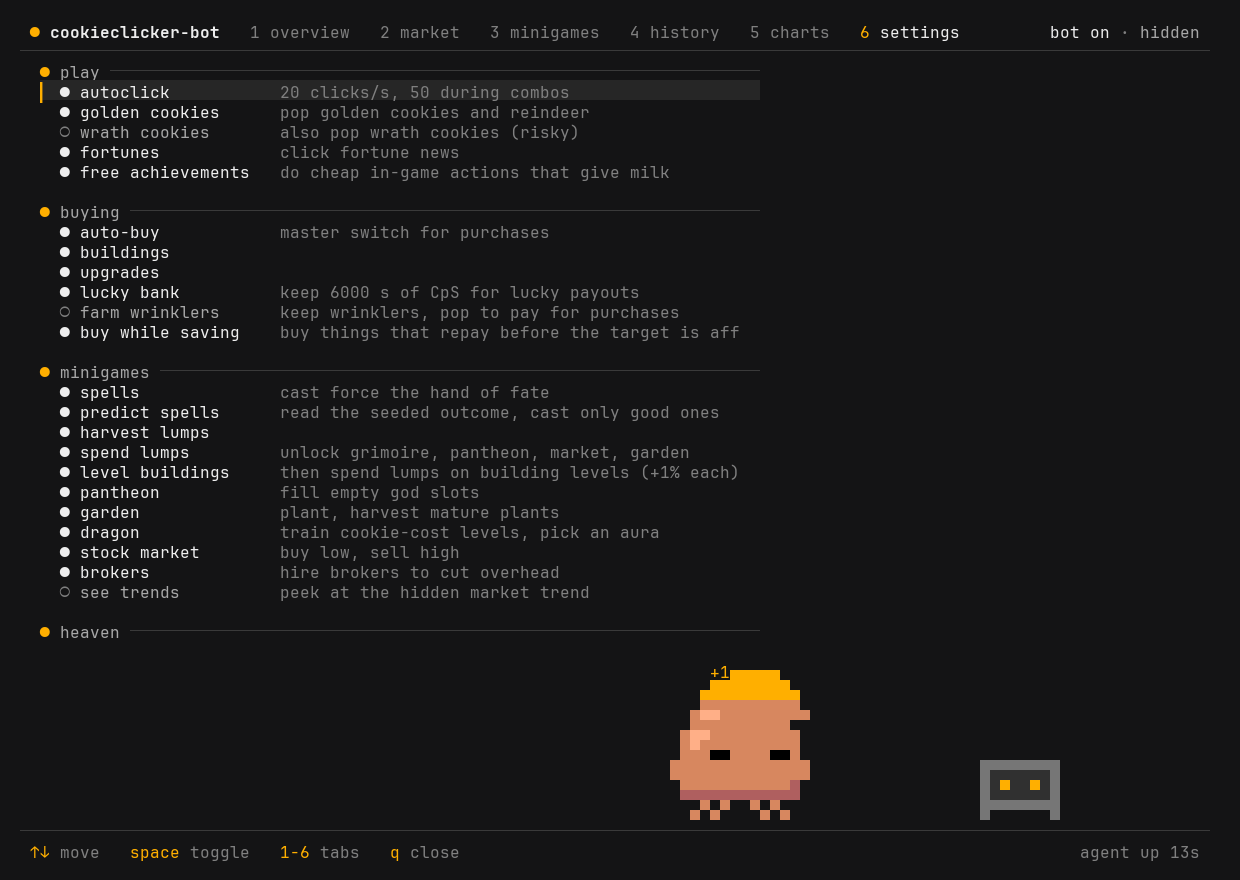 cookieclicker-bot 1 overview 2 market 3 minigames 4 history 5 charts 6 settings bot on · hidden
play
autoclick 20 clicks/s, 50 during combos
golden cookies pop golden cookies and reindeer
wrath cookies also pop wrath cookies (risky)
fortunes click fortune news
free achievements do cheap in-game actions that give milk
buying
auto-buy master switch for purchases
buildings
upgrades
lucky bank keep 6000 s of CpS for lucky payouts
farm wrinklers keep wrinklers, pop to pay for purchases
buy while saving buy things that repay before the target is aff
minigames
spells cast force the hand of fate
predict spells read the seeded outcome, cast only good ones
harvest lumps
spend lumps unlock grimoire, pantheon, market, garden
level buildings then spend lumps on building levels (+1% each)
pantheon fill empty god slots
garden plant, harvest mature plants
dragon train cookie-cost levels, pick an aura
stock market buy low, sell high
brokers hire brokers to cut overhead
see trends peek at the hidden market trend
heaven
+1
↑↓ move space toggle 1-6 tabs q close agent up 13s